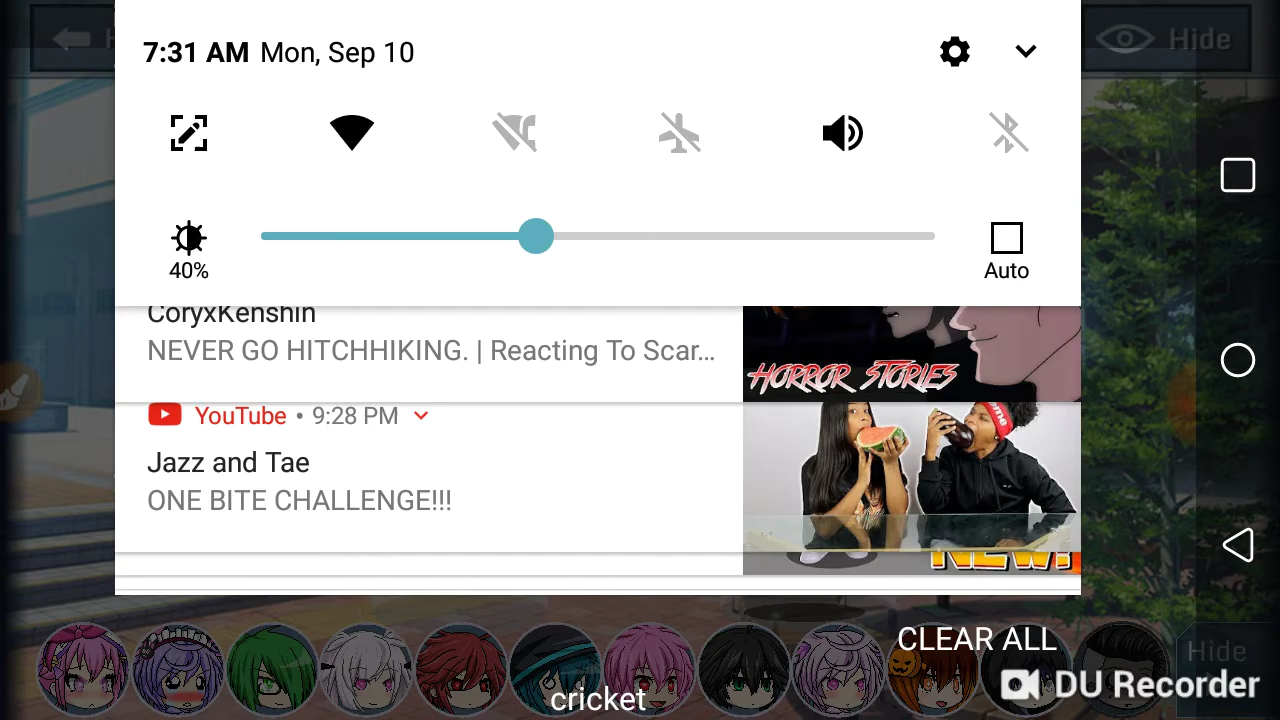 7:31 AM Mon, Sep 10
Hide
40%
Auto
CoryxKenshin
NEVER GO HITCHHIKING. | Reacting To Scar...
HORROR STORIES
YouTube • 9:28 PM
Jazz and Tae
ONE BITE CHALLENGE!!!
NEW!
CLEAR ALL
Hide
DU Recorder
cricket